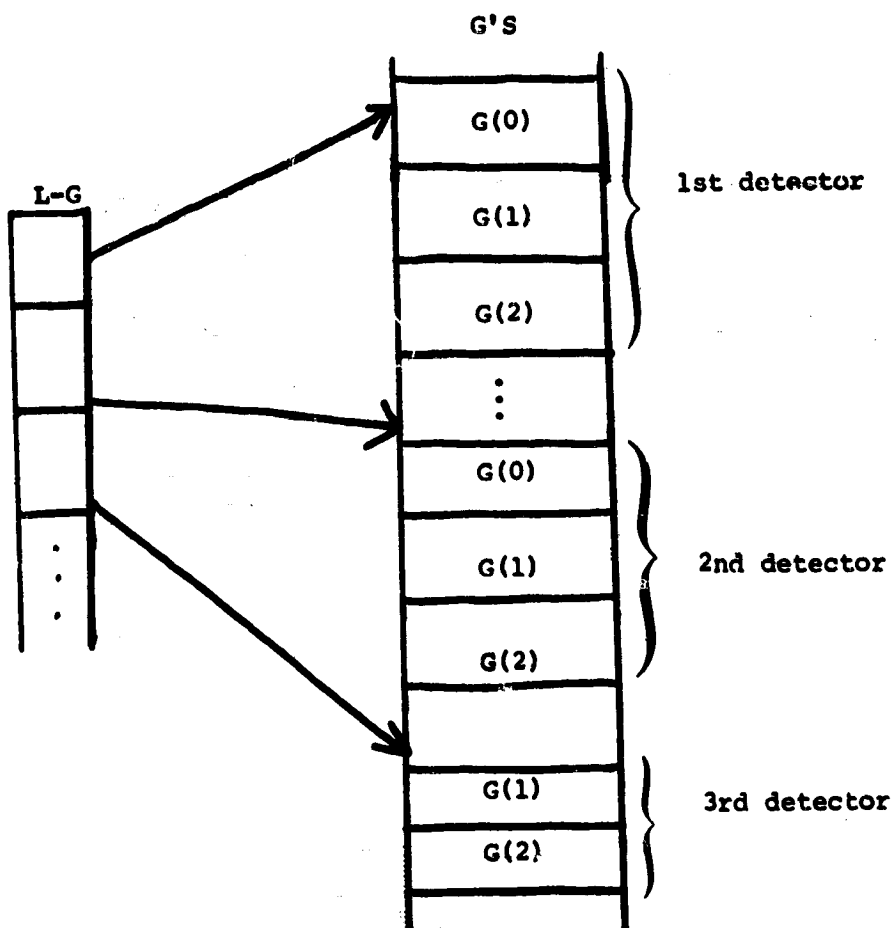 G'S
G(0)
1st detector
L-G
G(1)
G(2)
G(0)
G(1)
2nd detector
G(2)
G(1)
3rd detector
G(2)